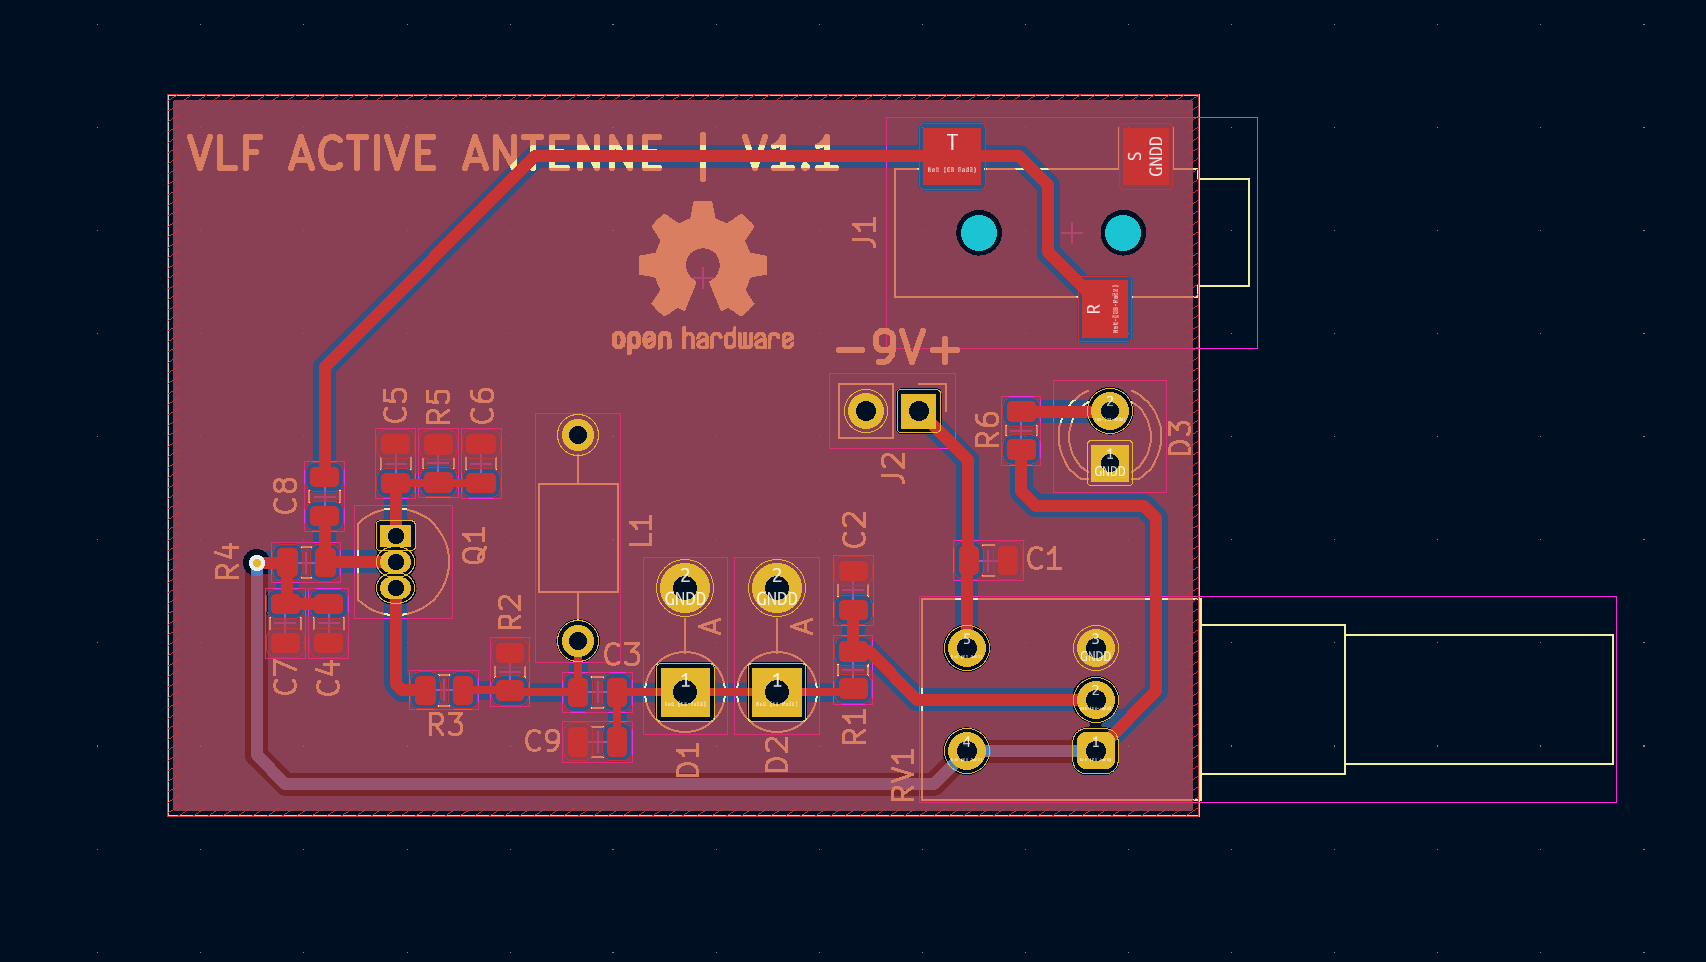 VLF ACTIVE ANTENNE | V1.1
T
S
GNDD
J1
R
open hardware
-9V+
C5
R5
C6
J2
R6
2
D3
1
GNDD
C8
R4
Q1
L1
C2
C1
2
GNDD
A
2
GNDD
A
R2
C7
C4
R3
C3
C9
1
D1
1
D2
R1
RV1
5
3
GNDD
2
4
1